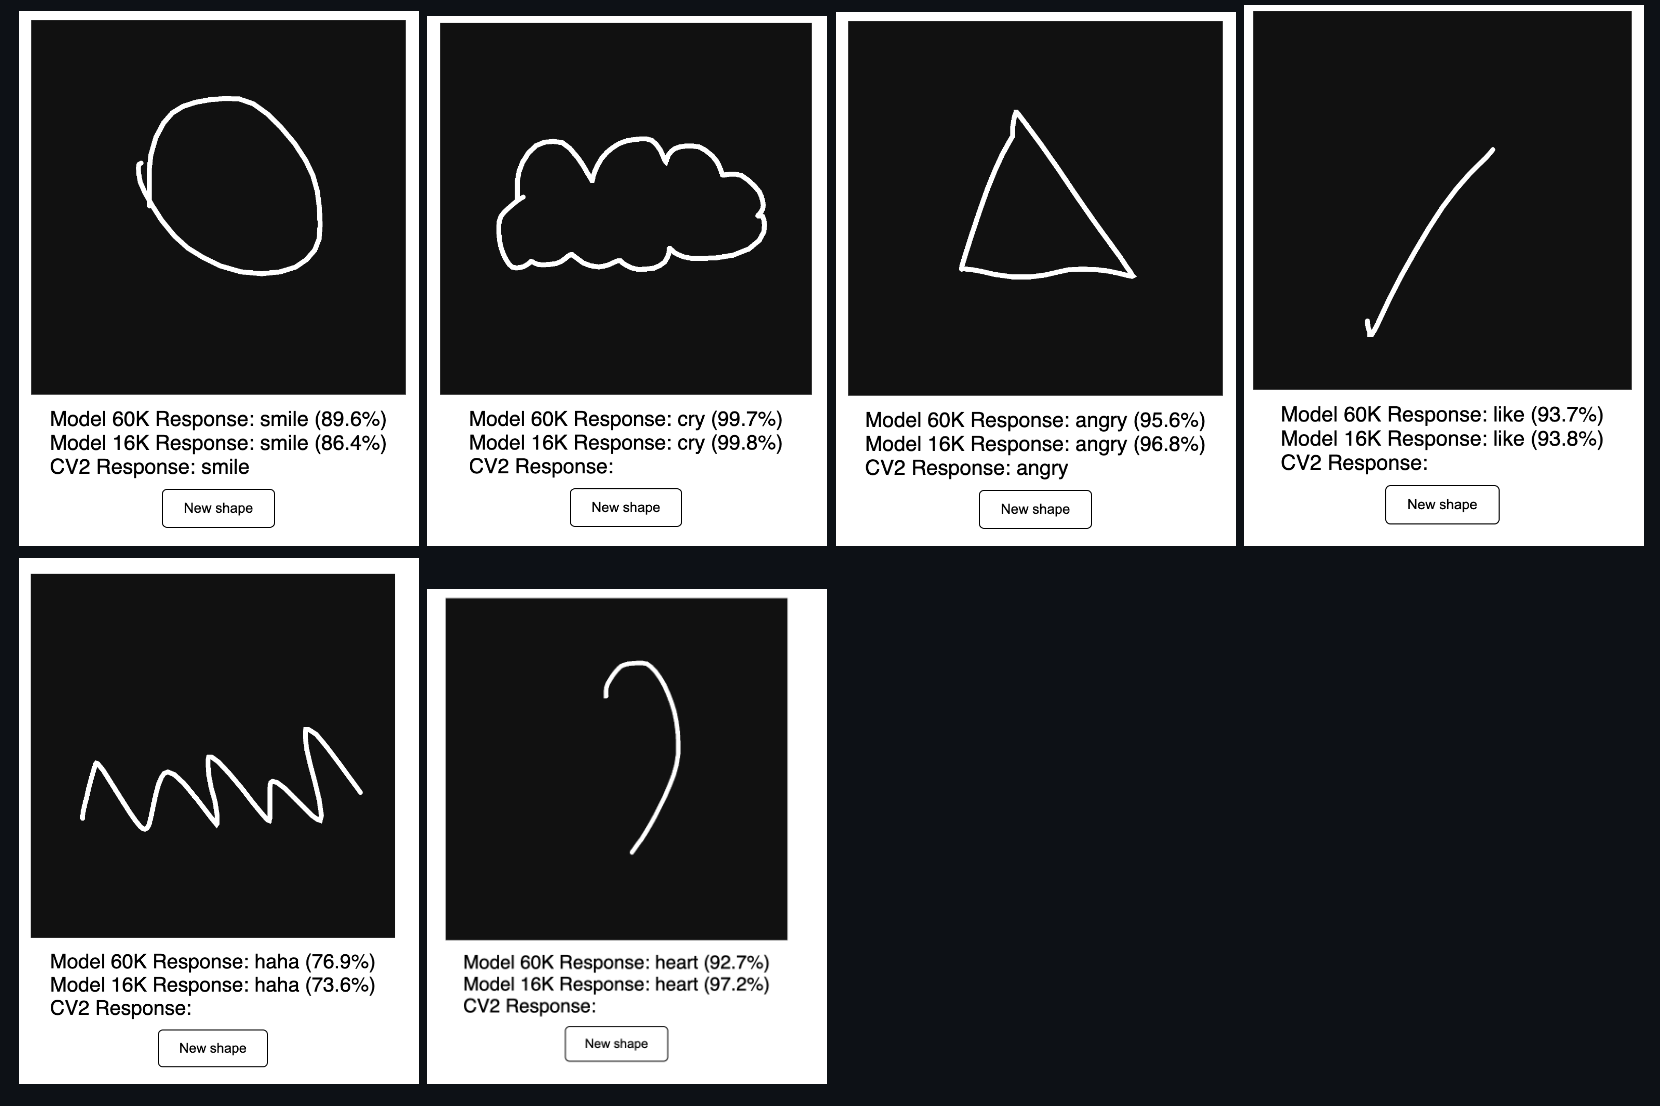 Model 60K Response: smile (89.6%)
Model 16K Response: smile (86.4%)
CV2 Response: smile
New shape
Model 60K Response: cry (99.7%)
Model 16K Response: cry (99.8%)
CV2 Response:
New shape
Model 60K Response: angry (95.6%)
Model 16K Response: angry (96.8%)
CV2 Response: angry
New shape
Model 60K Response: like (93.7%)
Model 16K Response: like (93.8%)
CV2 Response:
New shape
Model 60K Response: haha (76.9%)
Model 16K Response: haha (73.6%)
CV2 Response:
New shape
Model 60K Response: heart (92.7%)
Model 16K Response: heart (97.2%)
CV2 Response:
New shape